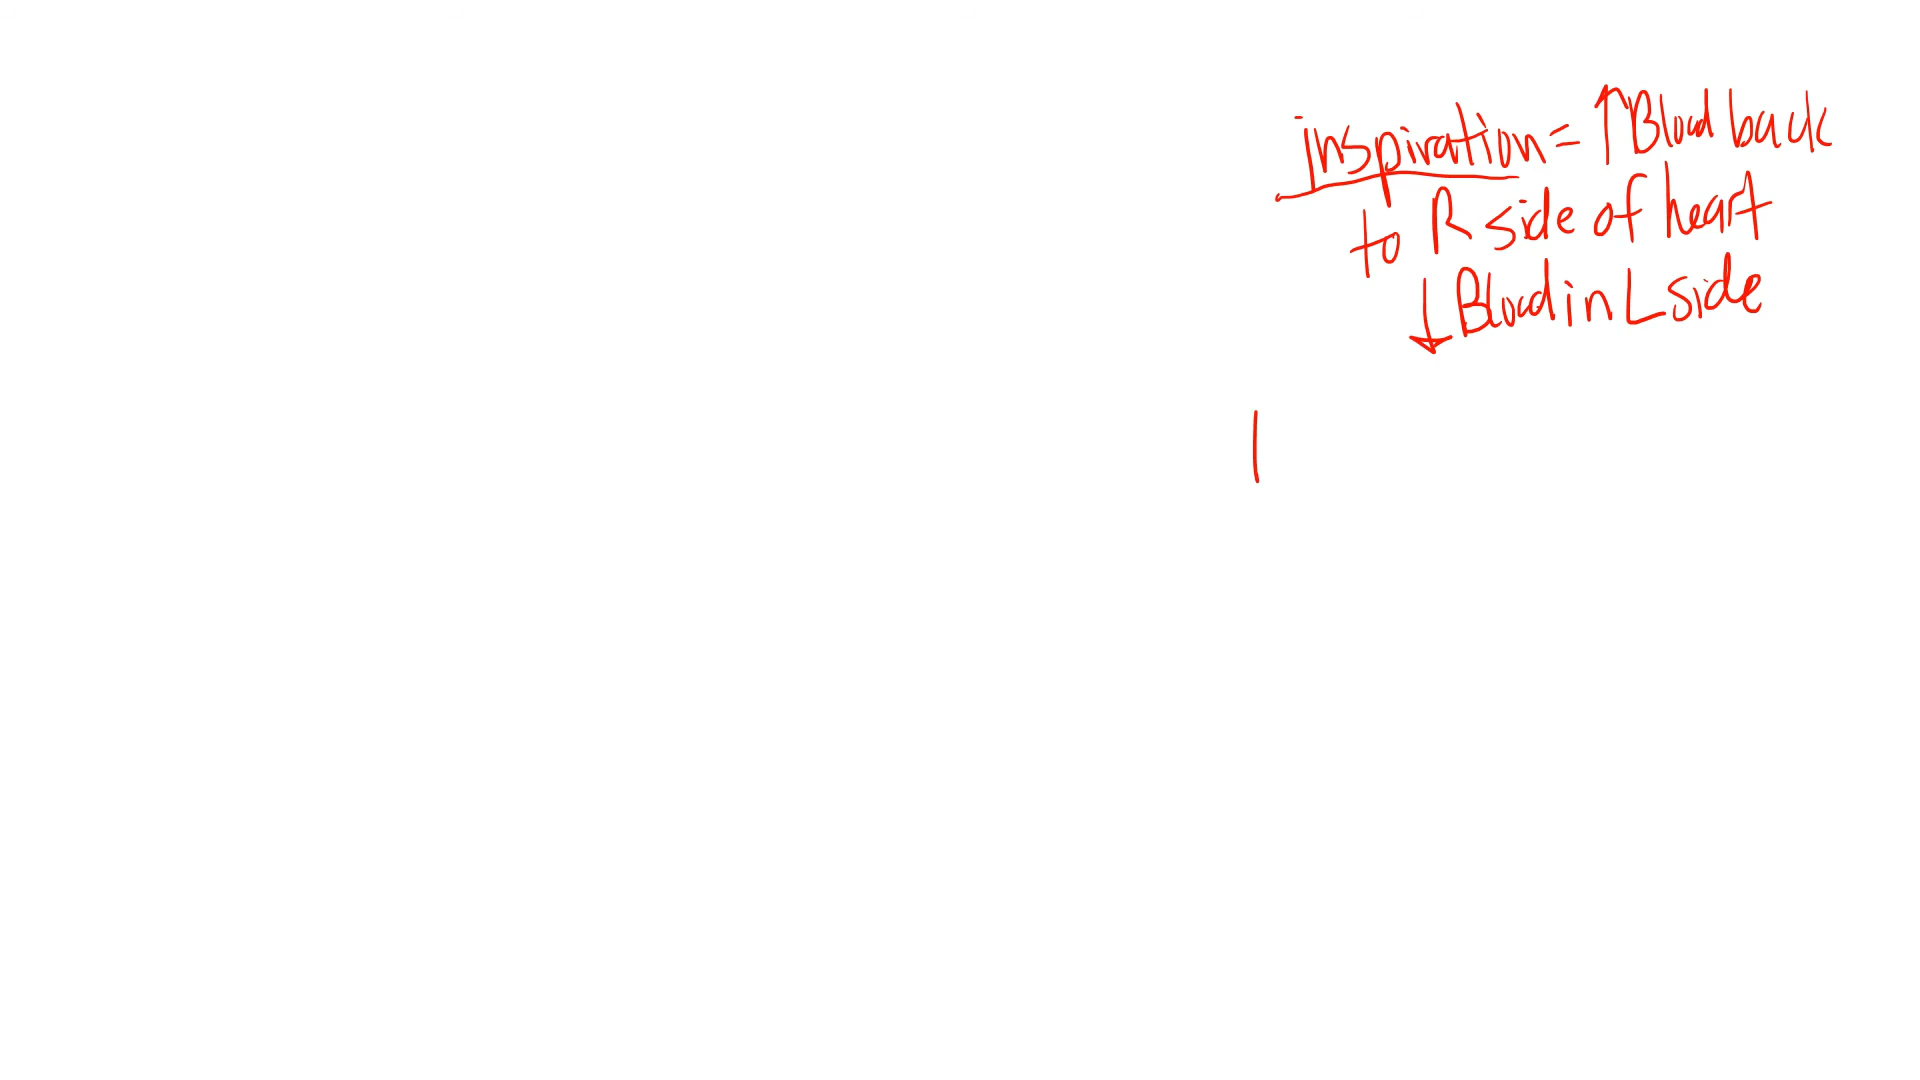 inspiration = ↑ Blood back
to R side of heart
↓ Blood in L side
|